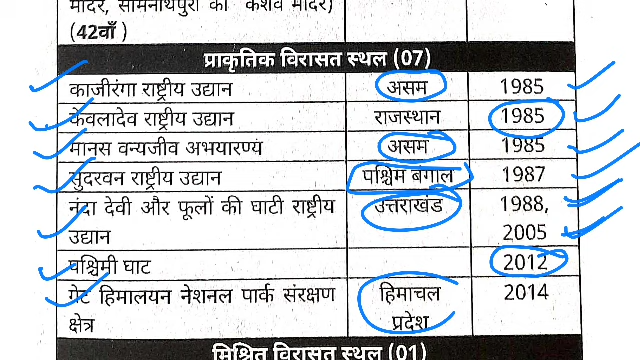 मंदिर, सोमनाथपुरा का केशव मंदिर)
(42वाँ)
प्राकृतिक विरासत स्थल (07)
काजीरंगा राष्ट्रीय उद्यान असम 1985
केवलादेव राष्ट्रीय उद्यान राजस्थान 1985
मानस वन्यजीव अभयारण्यं असम 1985
सुंदरवन राष्ट्रीय उद्यान पश्चिम बंगाल 1987
नंदा देवी और फूलों की घाटी राष्ट्रीय उत्तराखंड 1988,
उद्यान 2005
पश्चिमी घाट 2012
ग्रेट हिमालयन नेशनल पार्क संरक्षण हिमाचल 2014
क्षेत्र प्रदेश
मिश्रित विरासत स्थल (01)